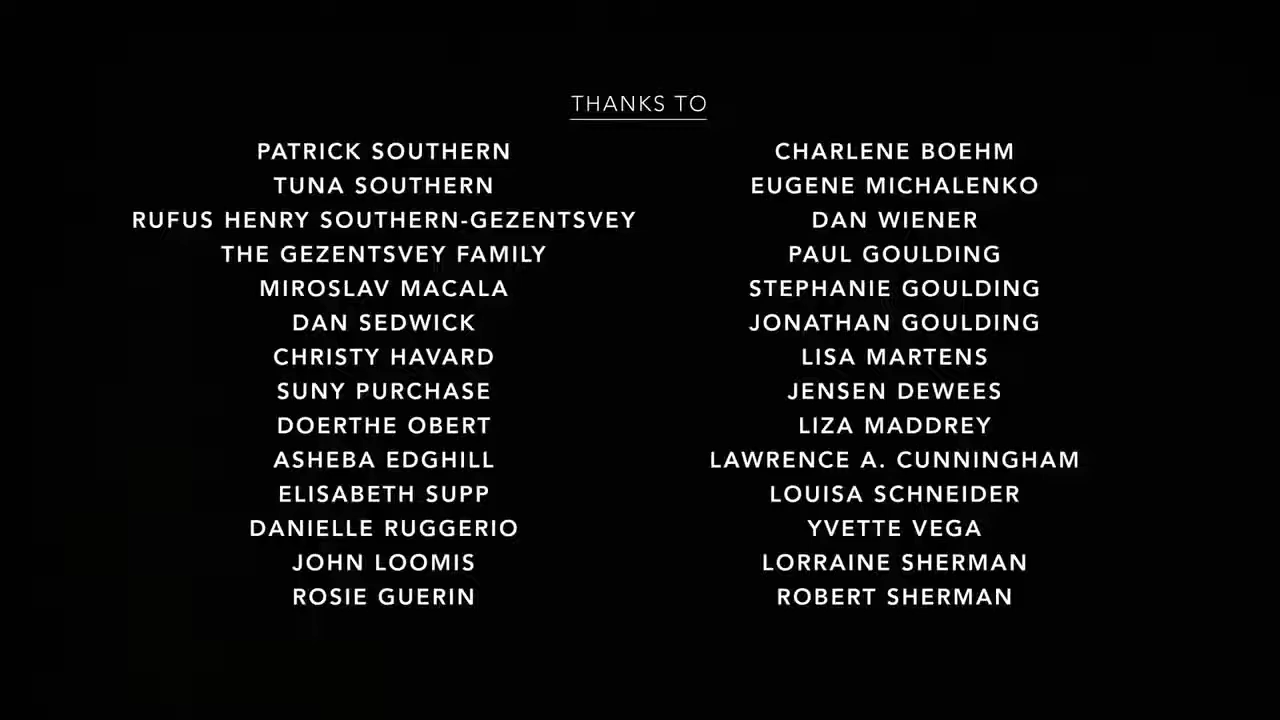 THANKS TO
PATRICK SOUTHERN
TUNA SOUTHERN
RUFUS HENRY SOUTHERN-GEZENTSVEY
THE GEZENTSVEY FAMILY
MIROSLAV MACALA
DAN SEDWICK
CHRISTY HAVARD
SUNY PURCHASE
DOERTHE OBERT
ASHEBA EDGHILL
ELISABETH SUPP
DANIELLE RUGGERIO
JOHN LOOMIS
ROSIE GUERIN
CHARLENE BOEHM
EUGENE MICHALENKO
DAN WIENER
PAUL GOULDING
STEPHANIE GOULDING
JONATHAN GOULDING
LISA MARTENS
JENSEN DEWEES
LIZA MADDREY
LAWRENCE A. CUNNINGHAM
LOUISA SCHNEIDER
YVETTE VEGA
LORRAINE SHERMAN
ROBERT SHERMAN